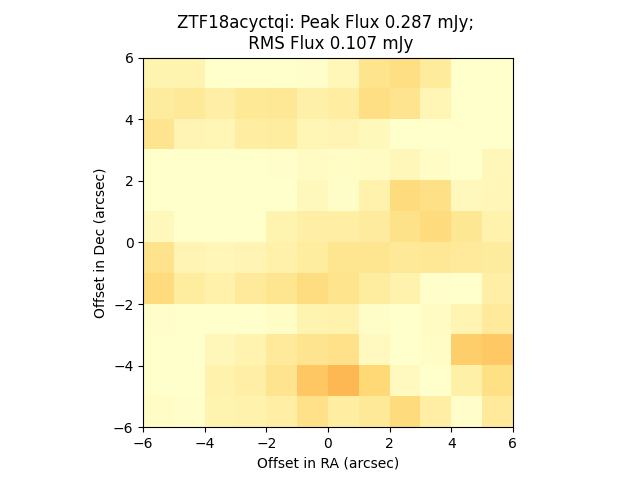 ZTF18acyctqi: Peak Flux 0.287 mJy;
RMS Flux 0.107 mJy
6
4
2
0
−2
−4
−6
Offset in Dec (arcsec)
−6 −4 −2 0 2 4 6
Offset in RA (arcsec)